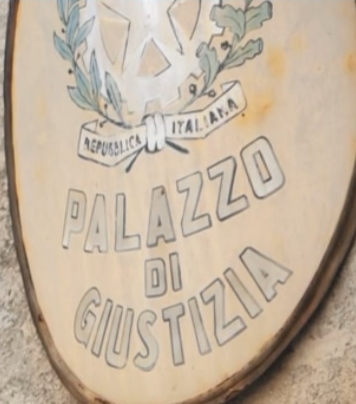 REPUBBLICA ITALIANA
PALAZZO
DI
GIUSTIZIA